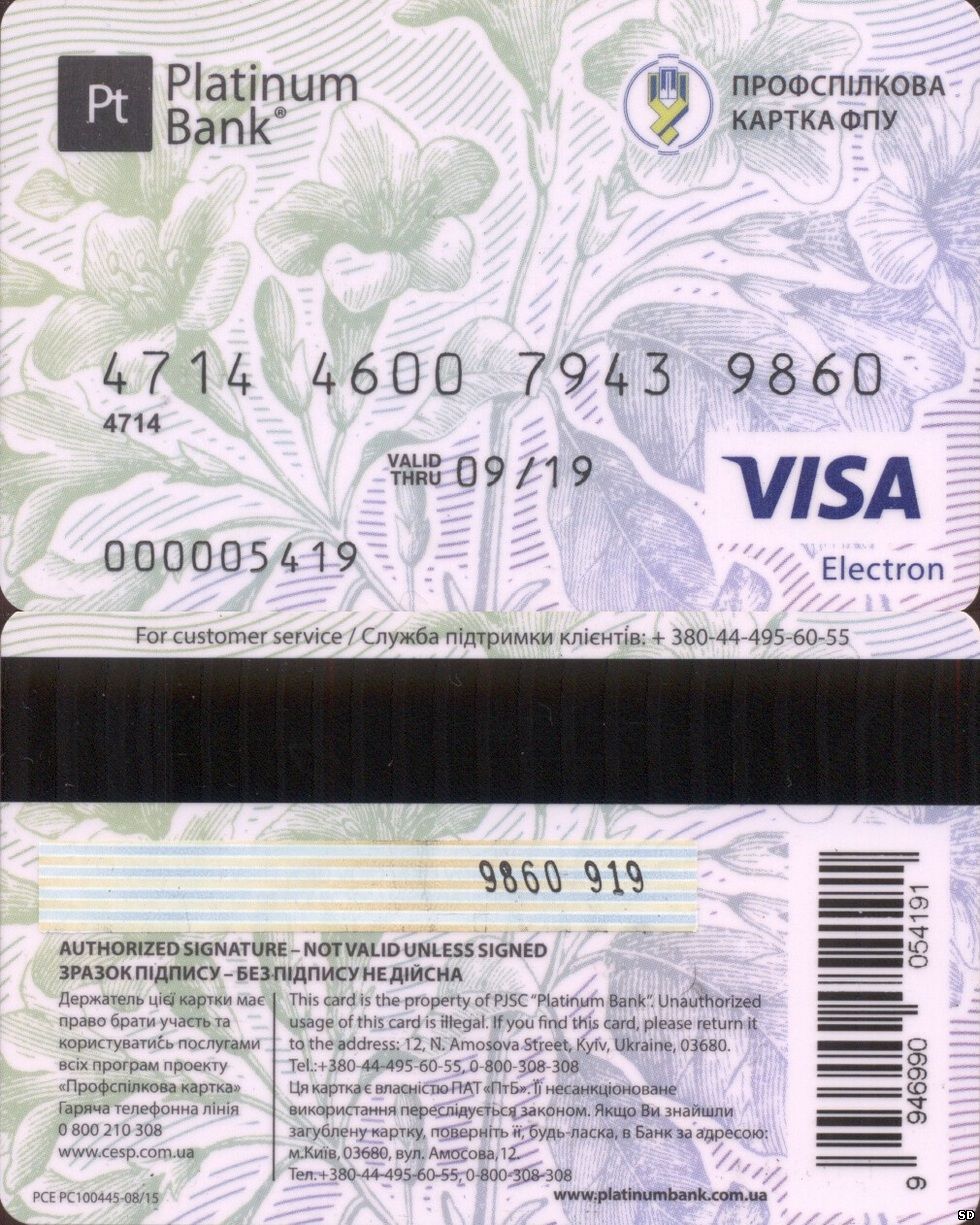 Pt Platinum Bank®
ПРОФСПІЛКОВА
КАРТКА ФПУ
4714 4600 7943 9860
4714
VALID THRU 09/19
VISA
000005419
Electron
For customer service / Служба підтримки клієнтів: + 380-44-495-60-55
9860 919
AUTHORIZED SIGNATURE – NOT VALID UNLESS SIGNED
ЗРАЗОК ПІДПИСУ – БЕЗ ПІДПИСУ НЕ ДІЙСНА
Держатель цієї картки має
право брати участь та
користуватись послугами
всіх програм проекту
«Профспілкова картка»
Гаряча телефонна лінія
0 800 210 308
www.cesp.com.ua
This card is the property of PJSC “Platinum Bank”. Unauthorized
usage of this card is illegal. If you find this card, please return it
to the address: 12, N. Amosova Street, Kyiv, Ukraine, 03680.
Tel.:+380-44-495-60-55, 0-800-308-308
Ця картка є власністю ПАТ «ПтБ». Її несанкціоноване
використання переслідується законом. Якщо Ви знайшли
загублену картку, поверніть її, будь-ласка, в Банк за адресою:
м.Київ, 03680, вул. Амосова, 12.
Тел.+380-44-495-60-55, 0-800-308-308
www.platinumbank.com.ua
PCE PC100445-08/15
9 946990 054191
SD